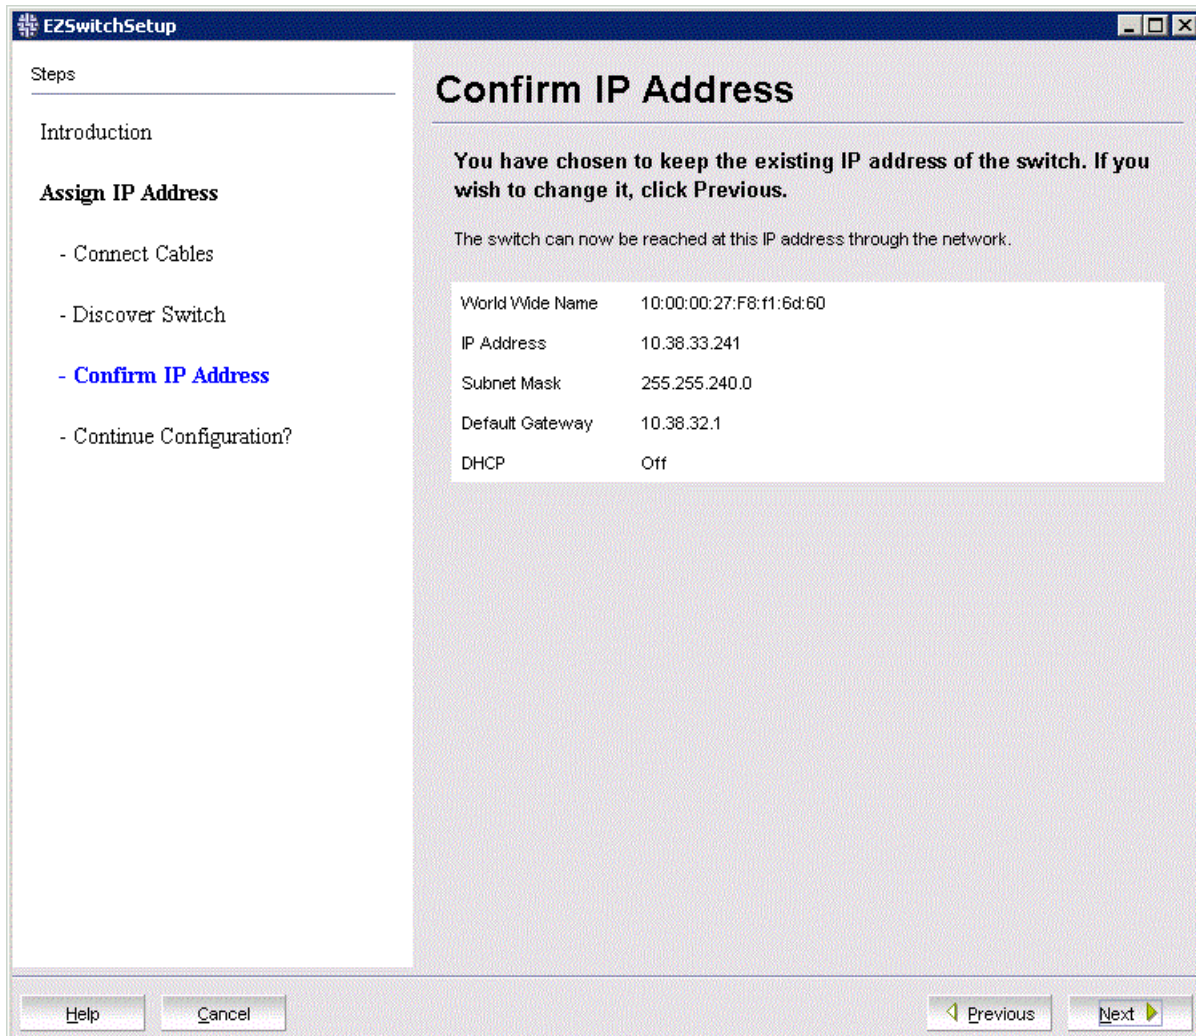 EZSwitchSetup
Steps
Introduction
Assign IP Address
- Connect Cables
- Discover Switch
- Confirm IP Address
- Continue Configuration?
Confirm IP Address
You have chosen to keep the existing IP address of the switch. If you
wish to change it, click Previous.
The switch can now be reached at this IP address through the network.
World Wide Name 10:00:00:27:F8:f1:6d:60
IP Address 10.38.33.241
Subnet Mask 255.255.240.0
Default Gateway 10.38.32.1
DHCP Off
Help Cancel Previous Next